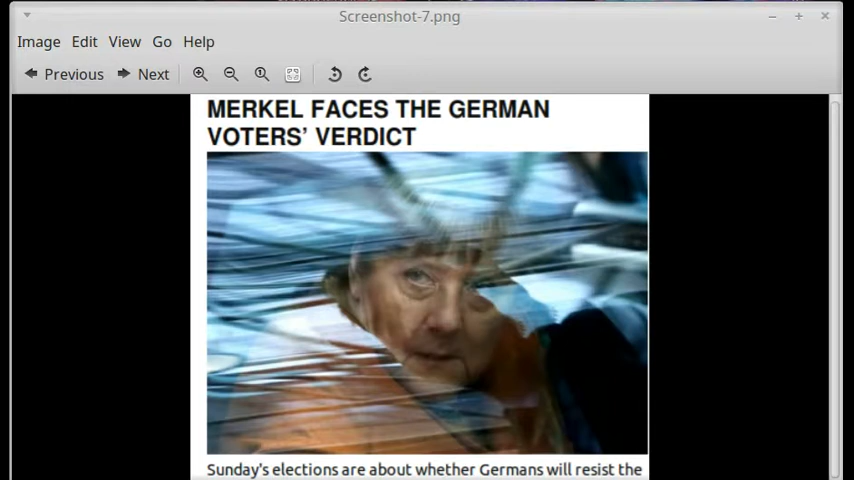 Screenshot-7.png
Image Edit View Go Help
Previous Next
MERKEL FACES THE GERMAN
VOTERS’ VERDICT
Sunday's elections are about whether Germans will resist the